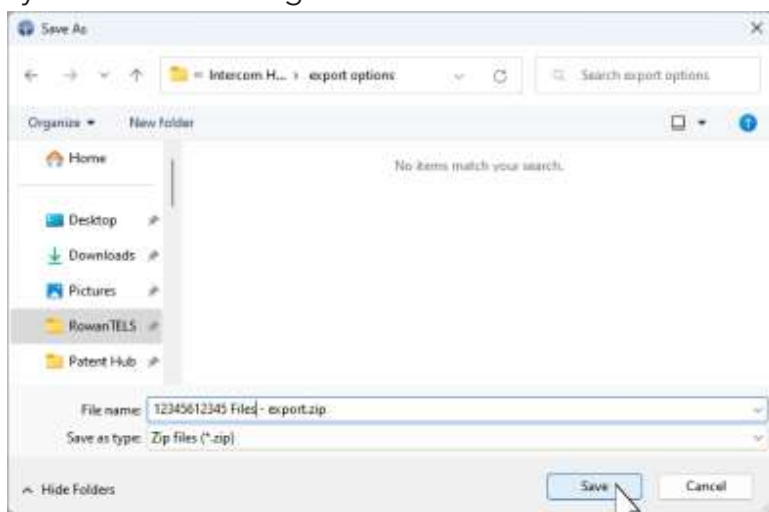 Save As
« Intercom H... › export options
Search export options
Organize
New folder
Home
No items match your search.
Desktop
Downloads
Pictures
RowanTELS
Patent Hub
File name: 12345612345 Files - export.zip
Save as type: Zip files (*.zip)
Hide Folders
Save
Cancel